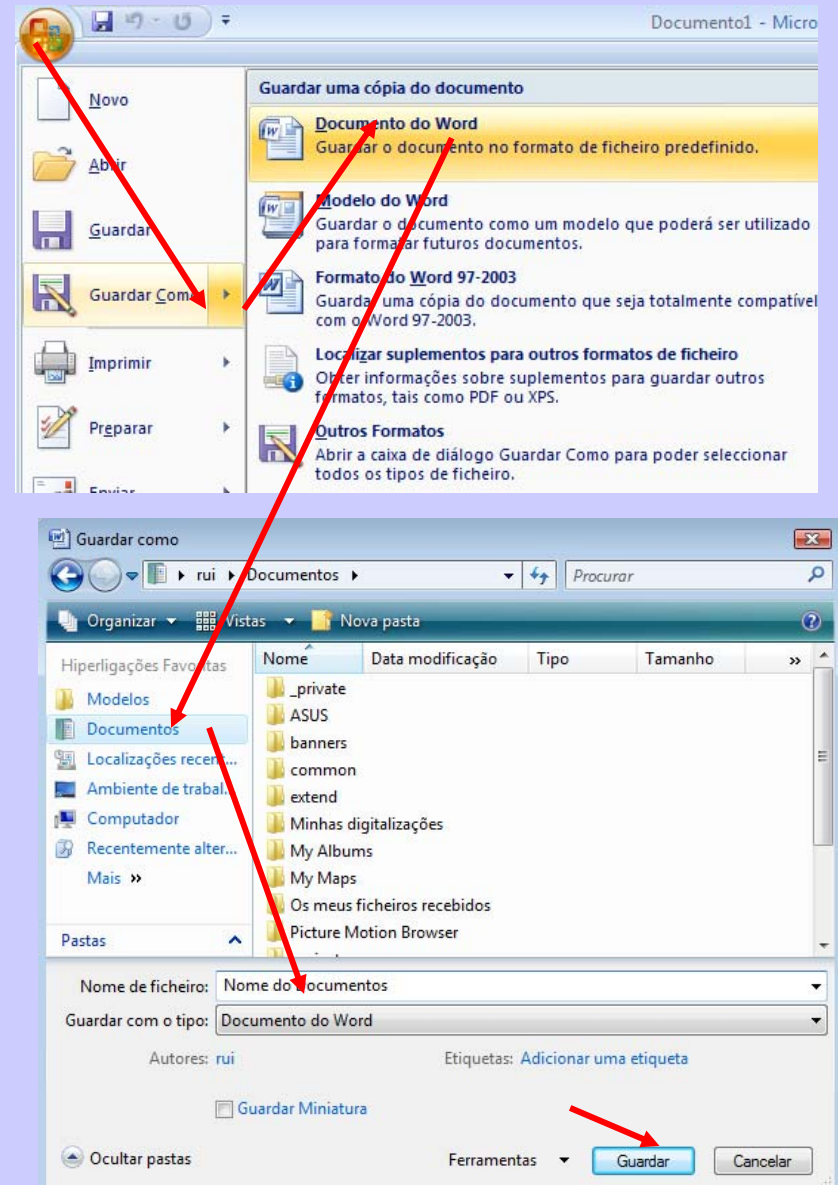 Documento1 - Micro
Novo
Abrir
Guardar
Guardar Como
Imprimir
Preparar
Enviar
Guardar uma cópia do documento
Documento do Word
Guardar o documento no formato de ficheiro predefinido.
Modelo do Word
Guardar o documento como um modelo que poderá ser utilizado
para formatar futuros documentos.
Formato do Word 97-2003
Guardar uma cópia do documento que seja totalmente compatível
com o Word 97-2003.
Localizar suplementos para outros formatos de ficheiro
Obter informações sobre suplementos para guardar outros
formatos, tais como PDF ou XPS.
Outros Formatos
Abrir a caixa de diálogo Guardar Como para poder seleccionar
todos os tipos de ficheiro.
Guardar como
rui Documentos Procurar
Organizar Vistas Nova pasta
Hiperligações Favoritas
Modelos
Documentos
Localizações recent...
Ambiente de trabal...
Computador
Recentemente alter...
Mais »
Pastas
Nome Data modificação Tipo Tamanho »
_private
ASUS
banners
common
extend
Minhas digitalizações
My Albums
My Maps
Os meus ficheiros recebidos
Picture Motion Browser
Nome de ficheiro: Nome do Documentos
Guardar com o tipo: Documento do Word
Autores: rui Etiquetas: Adicionar uma etiqueta
Guardar Miniatura
Ocultar pastas Ferramentas Guardar Cancelar